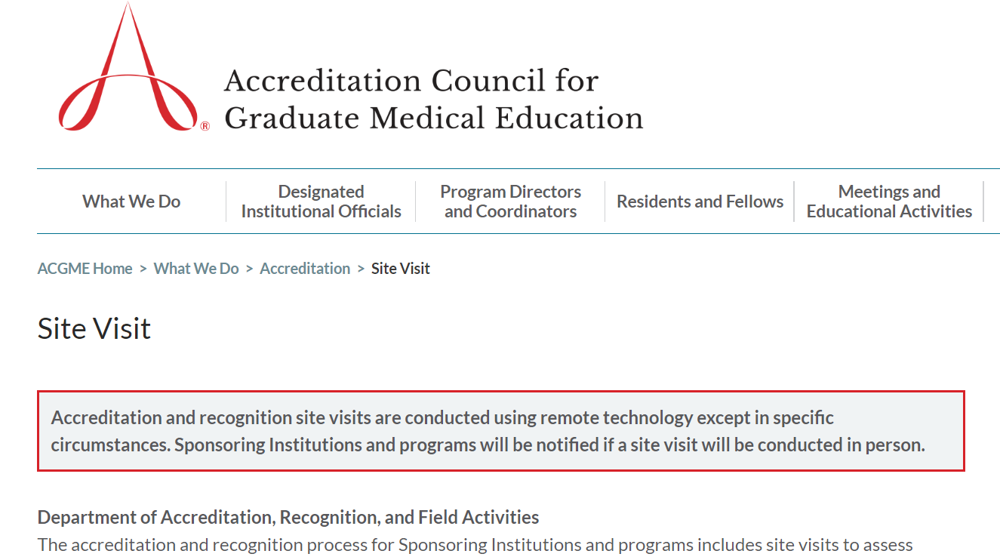 Accreditation Council for
Graduate Medical Education
®
What We Do
Designated
Institutional Officials
Program Directors
and Coordinators
Residents and Fellows
Meetings and
Educational Activities
ACGME Home > What We Do > Accreditation > Site Visit
Site Visit
Accreditation and recognition site visits are conducted using remote technology except in specific
circumstances. Sponsoring Institutions and programs will be notified if a site visit will be conducted in person.
Department of Accreditation, Recognition, and Field Activities
The accreditation and recognition process for Sponsoring Institutions and programs includes site visits to assess